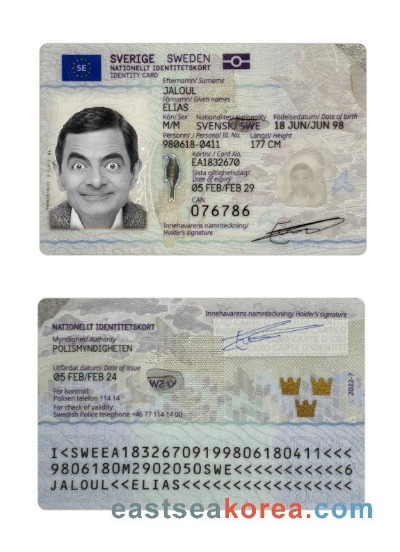 SE
SVERIGE SWEDEN
NATIONELLT IDENTITETSKORT
IDENTITY CARD
Efternamn/ Surname
JALOUL
Förnamn/ Given names
ELIAS
Kön/ Sex Nationalitet/ Nationality Födelsedatum/ Date of birth
M/M SVENSK/SWE 18 JUN/JUN 98
Personnr / Personal Id. No. Längd/ Height
980618-0411 177 CM
Kortnr / Card No.
EA1832670
Sista giltighetsdag/
Date of expiry
05 FEB/FEB 29
CAN
076786
Innehavarens namnteckning/
Holder's signature
NATIONELLT IDENTITETSKORT
Innehavarens namnteckning/ Holder's signature
Myndighet/ Authority
POLISMYNDIGHETEN
Utfärdat datum/ Date of issue
05 FEB/FEB 24
För kontroll:
Polisen telefon 114 14
For check of validity:
Swedish Police telephone +46 77 114 14 00
2022-7
I<SWEEA18326709199806180411<<<
9806180M2902050SWE<<<<<<<<<<<6
JALOUL<<ELIAS<<<<<<<<<<<<<<<<<
eastseakorea.com